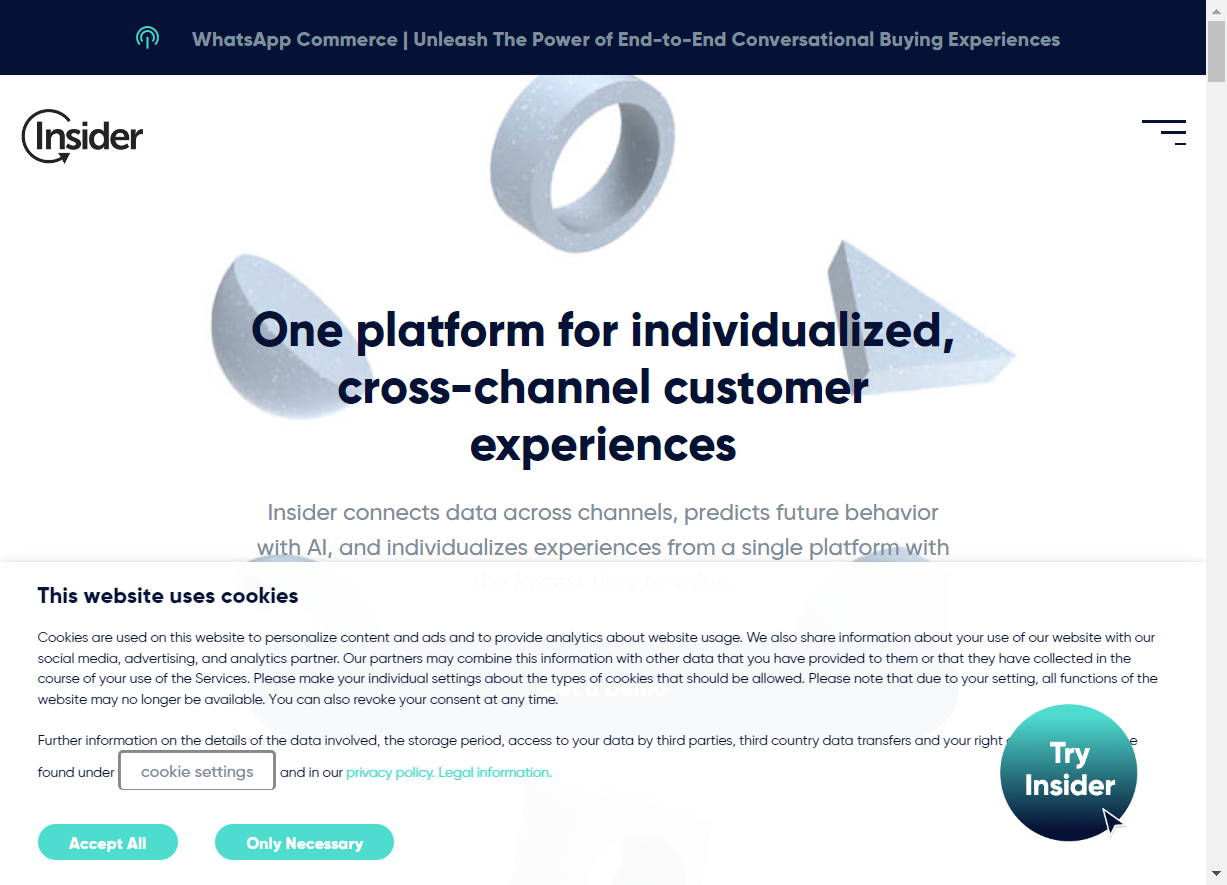 WhatsApp Commerce | Unleash The Power of End-to-End Conversational Buying Experiences
Insider
One platform for individualized,
cross-channel customer
experiences
Insider connects data across channels, predicts future behavior
with AI, and individualizes experiences from a single platform with
the fastest time to value.
This website uses cookies
Cookies are used on this website to personalize content and ads and to provide analytics about website usage. We also share information about your use of our website with our
social media, advertising, and analytics partner. Our partners may combine this information with other data that you have provided to them or that they have collected in the
course of your use of the Services. Please make your individual settings about the types of cookies that should be allowed. Please note that due to your setting, all functions of the
website may no longer be available. You can also revoke your consent at any time.
Get a Demo
Further information on the details of the data involved, the storage period, access to your data by third parties, third country data transfers and your right
found under cookie settings and in our privacy policy. Legal information.
Try
Insider
Accept All
Only Necessary